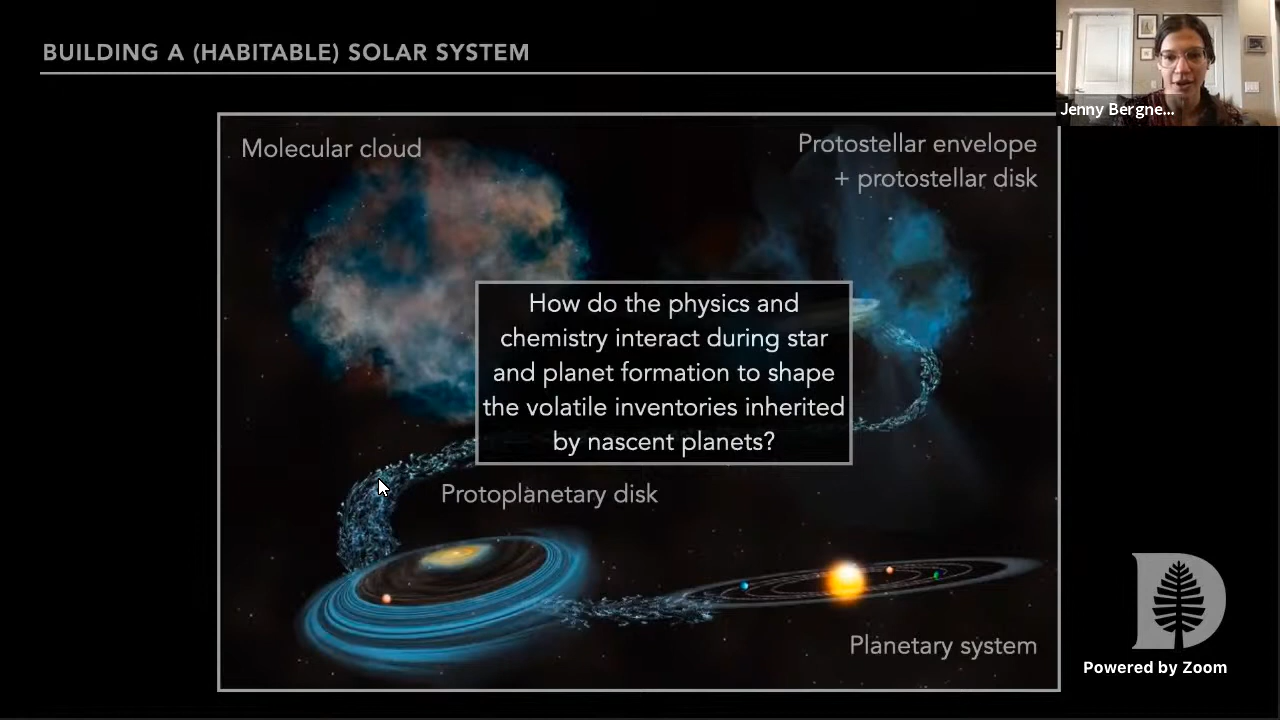 BUILDING A (HABITABLE) SOLAR SYSTEM
Jenny Bergne...
Molecular cloud
Protostellar envelope
+ protostellar disk
How do the physics and
chemistry interact during star
and planet formation to shape
the volatile inventories inherited
by nascent planets?
Protoplanetary disk
Planetary system
D
Powered by Zoom